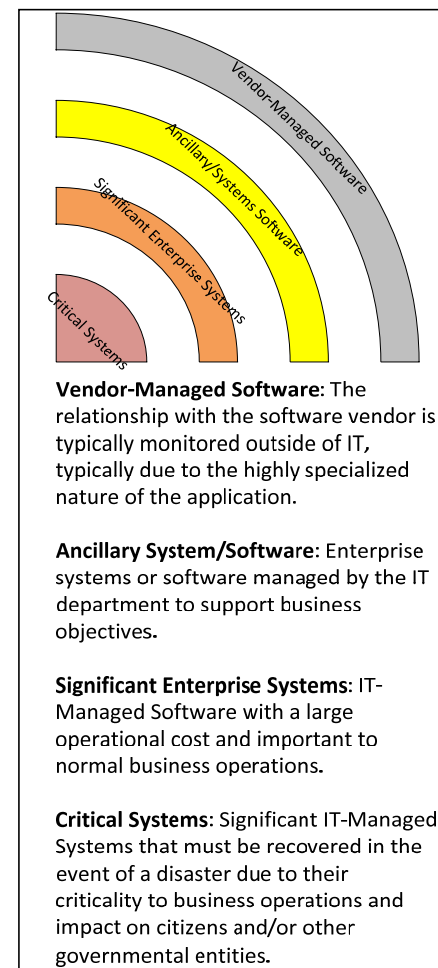 Vendor-Managed Software
Ancillary/Systems Software
Significant Enterprise Systems
Critical Systems
Vendor-Managed Software: The
relationship with the software vendor is
typically monitored outside of IT,
typically due to the highly specialized
nature of the application.
Ancillary System/Software: Enterprise
systems or software managed by the IT
department to support business
objectives.
Significant Enterprise Systems: IT-
Managed Software with a large
operational cost and important to
normal business operations.
Critical Systems: Significant IT-Managed
Systems that must be recovered in the
event of a disaster due to their
criticality to business operations and
impact on citizens and/or other
governmental entities.